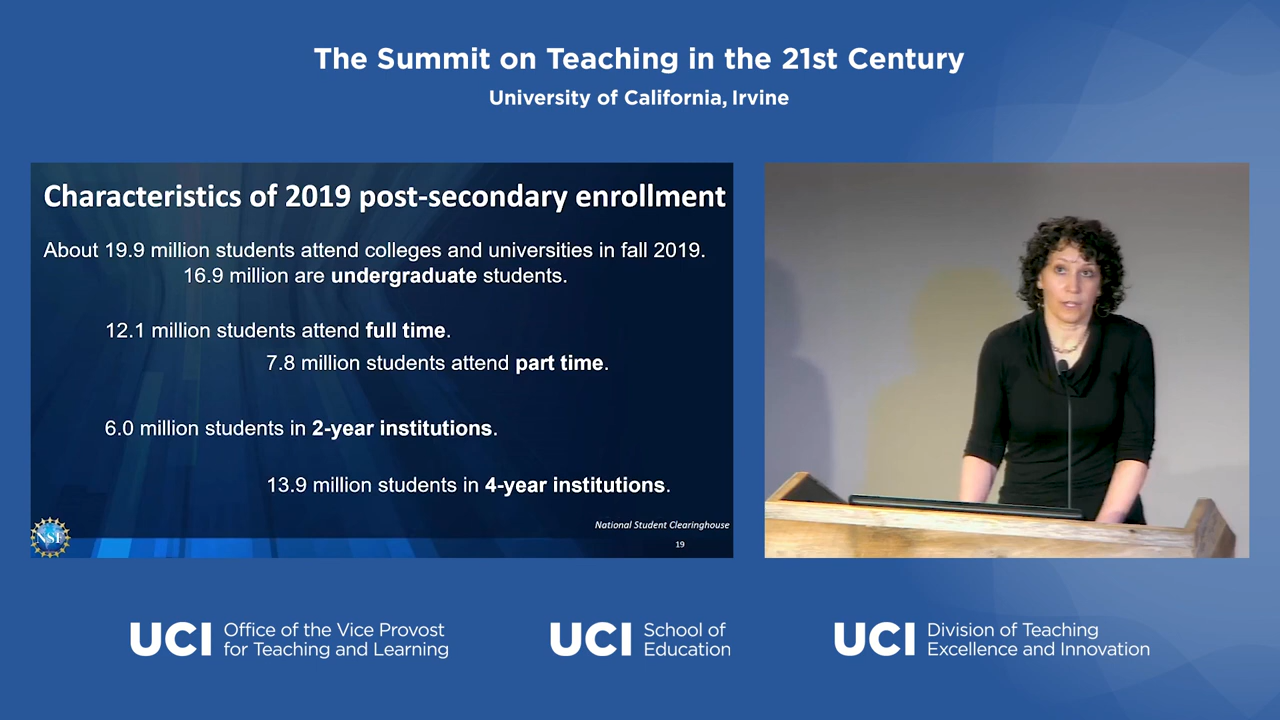 The Summit on Teaching in the 21st Century
University of California, Irvine
Characteristics of 2019 post-secondary enrollment
About 19.9 million students attend colleges and universities in fall 2019.
16.9 million are undergraduate students.
12.1 million students attend full time.
7.8 million students attend part time.
6.0 million students in 2-year institutions.
13.9 million students in 4-year institutions.
National Student Clearinghouse
NSF
19
UCI Office of the Vice Provost
for Teaching and Learning
UCI School of
Education
UCI Division of Teaching
Excellence and Innovation